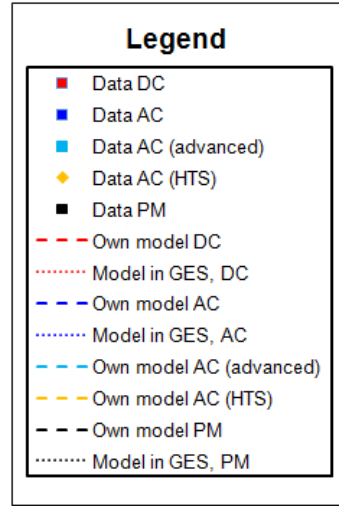 Legend
Data DC
Data AC
Data AC (advanced)
Data AC (HTS)
Data PM
Own model DC
Model in GES, DC
Own model AC
Model in GES, AC
Own model AC (advanced)
Own model AC (HTS)
Own model PM
Model in GES, PM